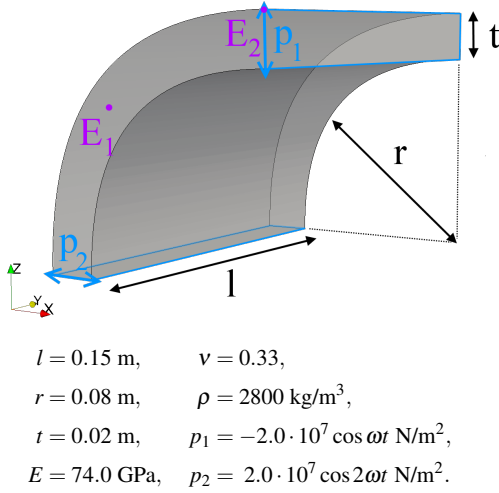 E₂ p₁ t
E₁
r
p₂
l
Z
Y
X
l = 0.15 m, ν = 0.33,
r = 0.08 m, ρ = 2800 kg/m³,
t = 0.02 m, p₁ = −2.0 · 10⁷ cos ωt N/m²,
E = 74.0 GPa, p₂ = 2.0 · 10⁷ cos 2ωt N/m².